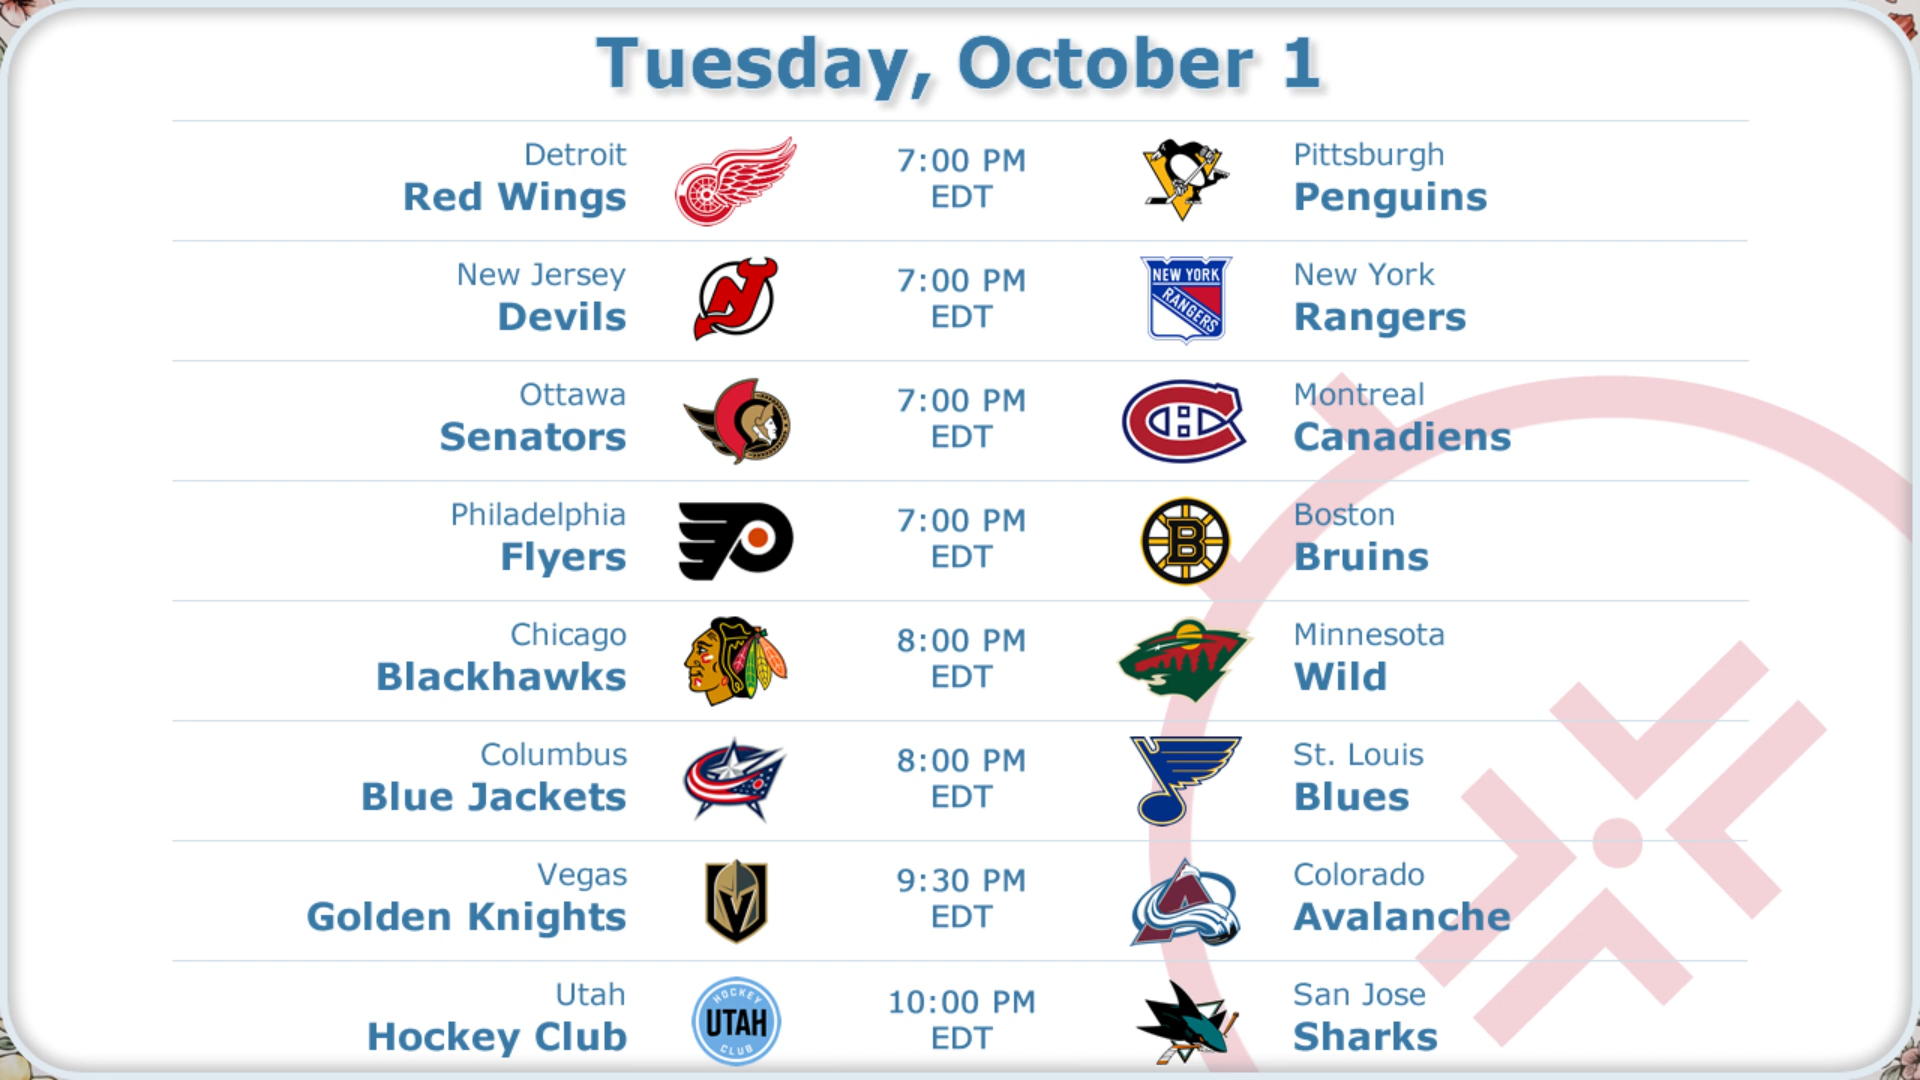 Tuesday, October 1
Detroit
Red Wings
7:00 PM
EDT
Pittsburgh
Penguins
New Jersey
Devils
7:00 PM
EDT
NEW YORK
RANGERS
New York
Rangers
Ottawa
Senators
7:00 PM
EDT
Montreal
Canadiens
Philadelphia
Flyers
7:00 PM
EDT
B
Boston
Bruins
Chicago
Blackhawks
8:00 PM
EDT
Minnesota
Wild
Columbus
Blue Jackets
8:00 PM
EDT
St. Louis
Blues
Vegas
Golden Knights
9:30 PM
EDT
Colorado
Avalanche
Utah
Hockey Club
HOCKEY
UTAH
CLUB
10:00 PM
EDT
San Jose
Sharks